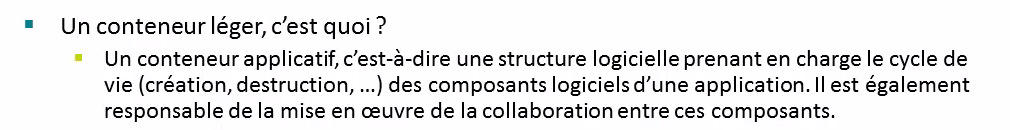 Un conteneur léger, c'est quoi ?
Un conteneur applicatif, c'est-à-dire une structure logicielle prenant en charge le cycle de
vie (création, destruction, ...) des composants logiciels d'une application. Il est également
responsable de la mise en œuvre de la collaboration entre ces composants.